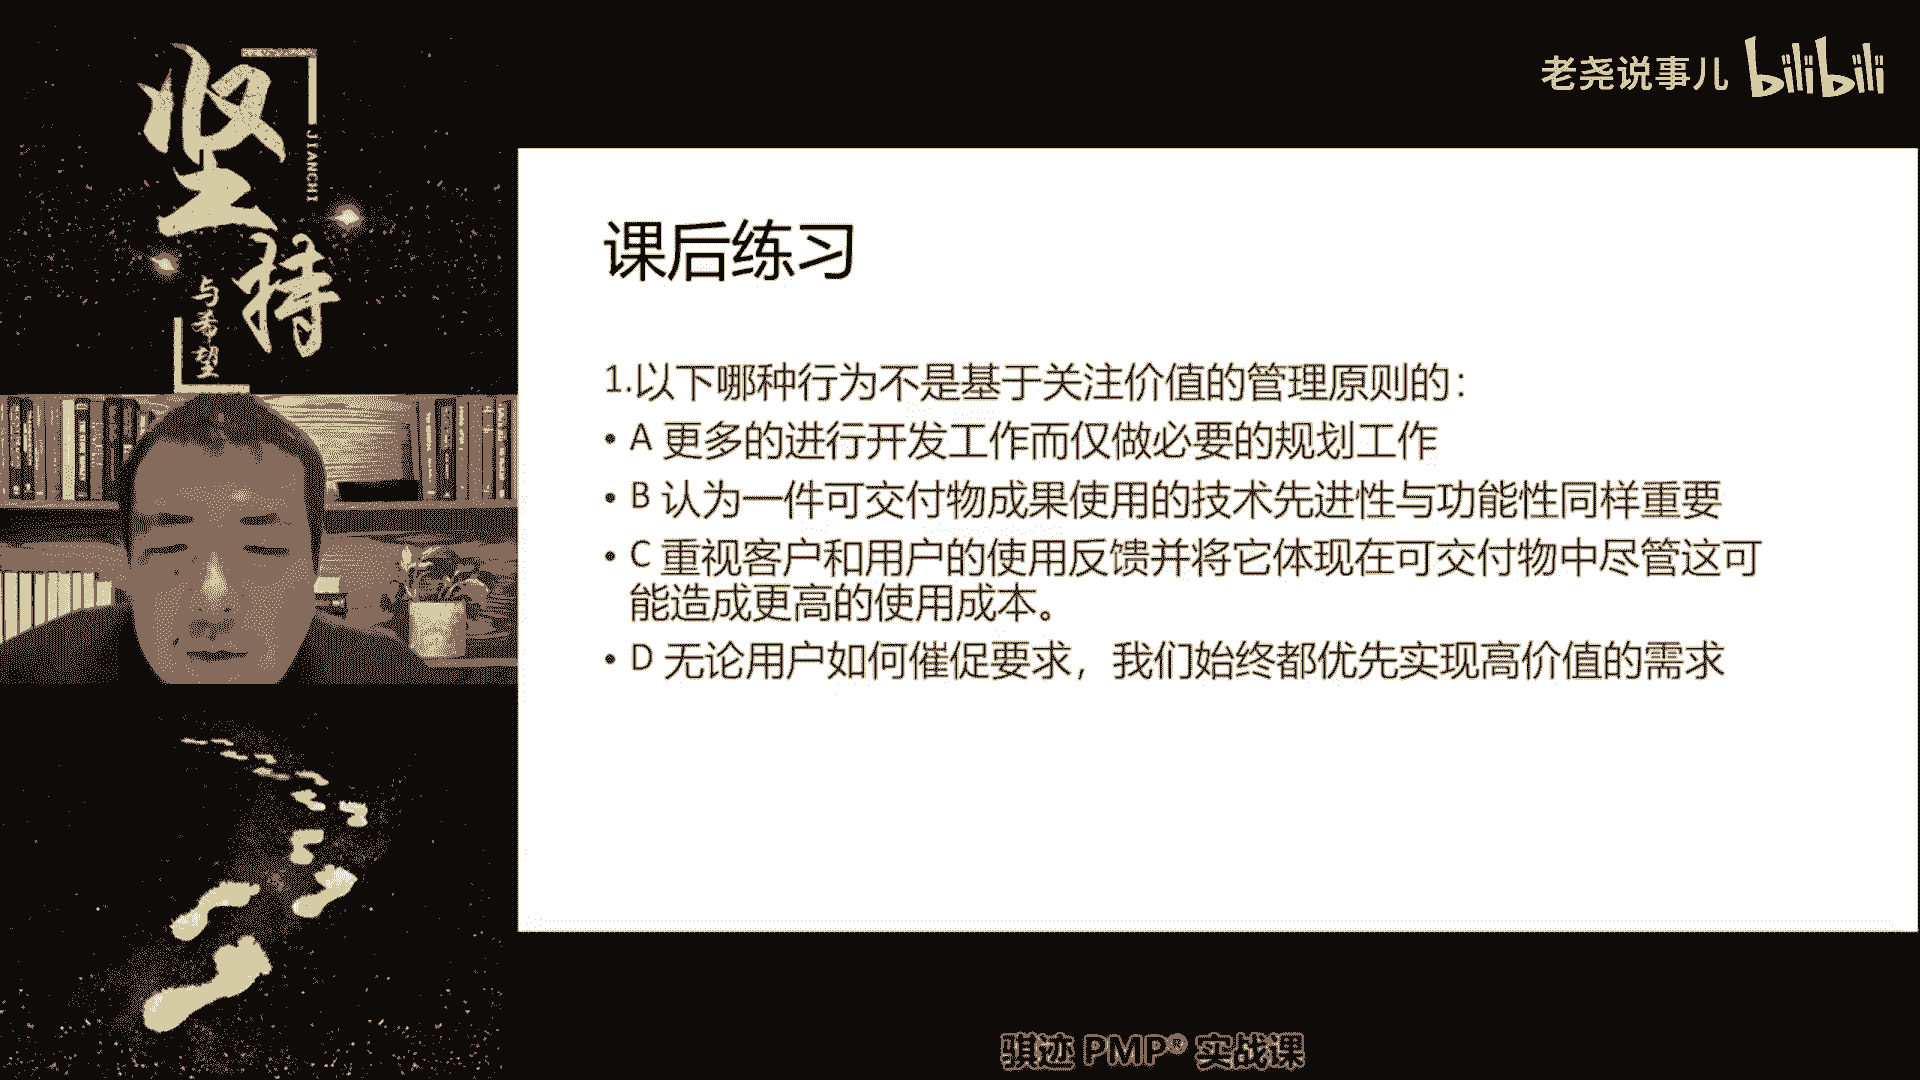 坚持
JIANCHI
与希望
老尧说事儿 bilibili
课后练习
1.以下哪种行为不是基于关注价值的管理原则的：
• A 更多的进行开发工作而仅做必要的规划工作
• B 认为一件可交付物成果使用的技术先进性与功能性同样重要
• C 重视客户和用户的使用反馈并将它体现在可交付物中尽管这可
能造成更高的使用成本。
• D 无论用户如何催促要求，我们始终都优先实现高价值的需求
骐迹 PMP® 实战课